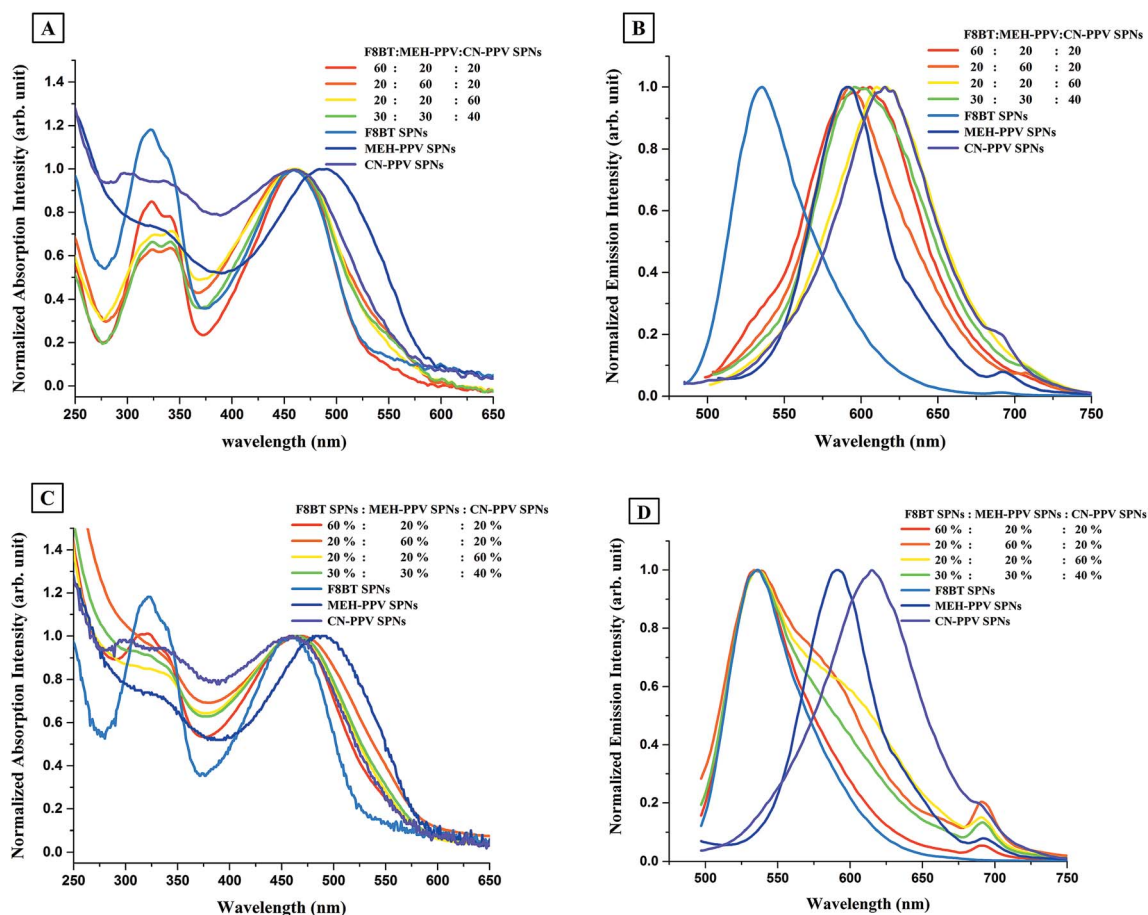 A
F8BT:MEH-PPV:CN-PPV SPNs
60 : 20 : 20
20 : 60 : 20
20 : 20 : 60
30 : 30 : 40
F8BT SPNs
MEH-PPV SPNs
CN-PPV SPNs
Normalized Absorption Intensity (arb. unit)
1.4
1.2
1.0
0.8
0.6
0.4
0.2
0.0
250 300 350 400 450 500 550 600 650
wavelength (nm)
B
F8BT:MEH-PPV:CN-PPV SPNs
60 : 20 : 20
20 : 60 : 20
20 : 20 : 60
30 : 30 : 40
F8BT SPNs
MEH-PPV SPNs
CN-PPV SPNs
Normalized Emission Intensity (arb. unit)
1.0
0.8
0.6
0.4
0.2
0.0
500 550 600 650 700 750
Wavelength (nm)
C
F8BT SPNs : MEH-PPV SPNs : CN-PPV SPNs
60 % : 20 % : 20 %
20% : 60 % : 20 %
20 % : 20 % : 60 %
30 % : 30 % : 40 %
F8BT SPNs
MEH-PPV SPNs
CN-PPV SPNs
Normalized Absorption Intensity (arb. unit)
1.4
1.2
1.0
0.8
0.6
0.4
0.2
0.0
250 300 350 400 450 500 550 600 650
Wavelength (nm)
D
F8BT SPNs : MEH-PPV SPNs : CN-PPV SPNs
60 % : 20 % : 20 %
20% : 60 % : 20 %
20 % : 20 % : 60 %
30 % : 30 % : 40 %
F8BT SPNs
MEH-PPV SPNs
CN-PPV SPNs
Normalized Emission Intensity (arb. unit)
1.0
0.8
0.6
0.4
0.2
0.0
500 550 600 650 700 750
Wavelength (nm)